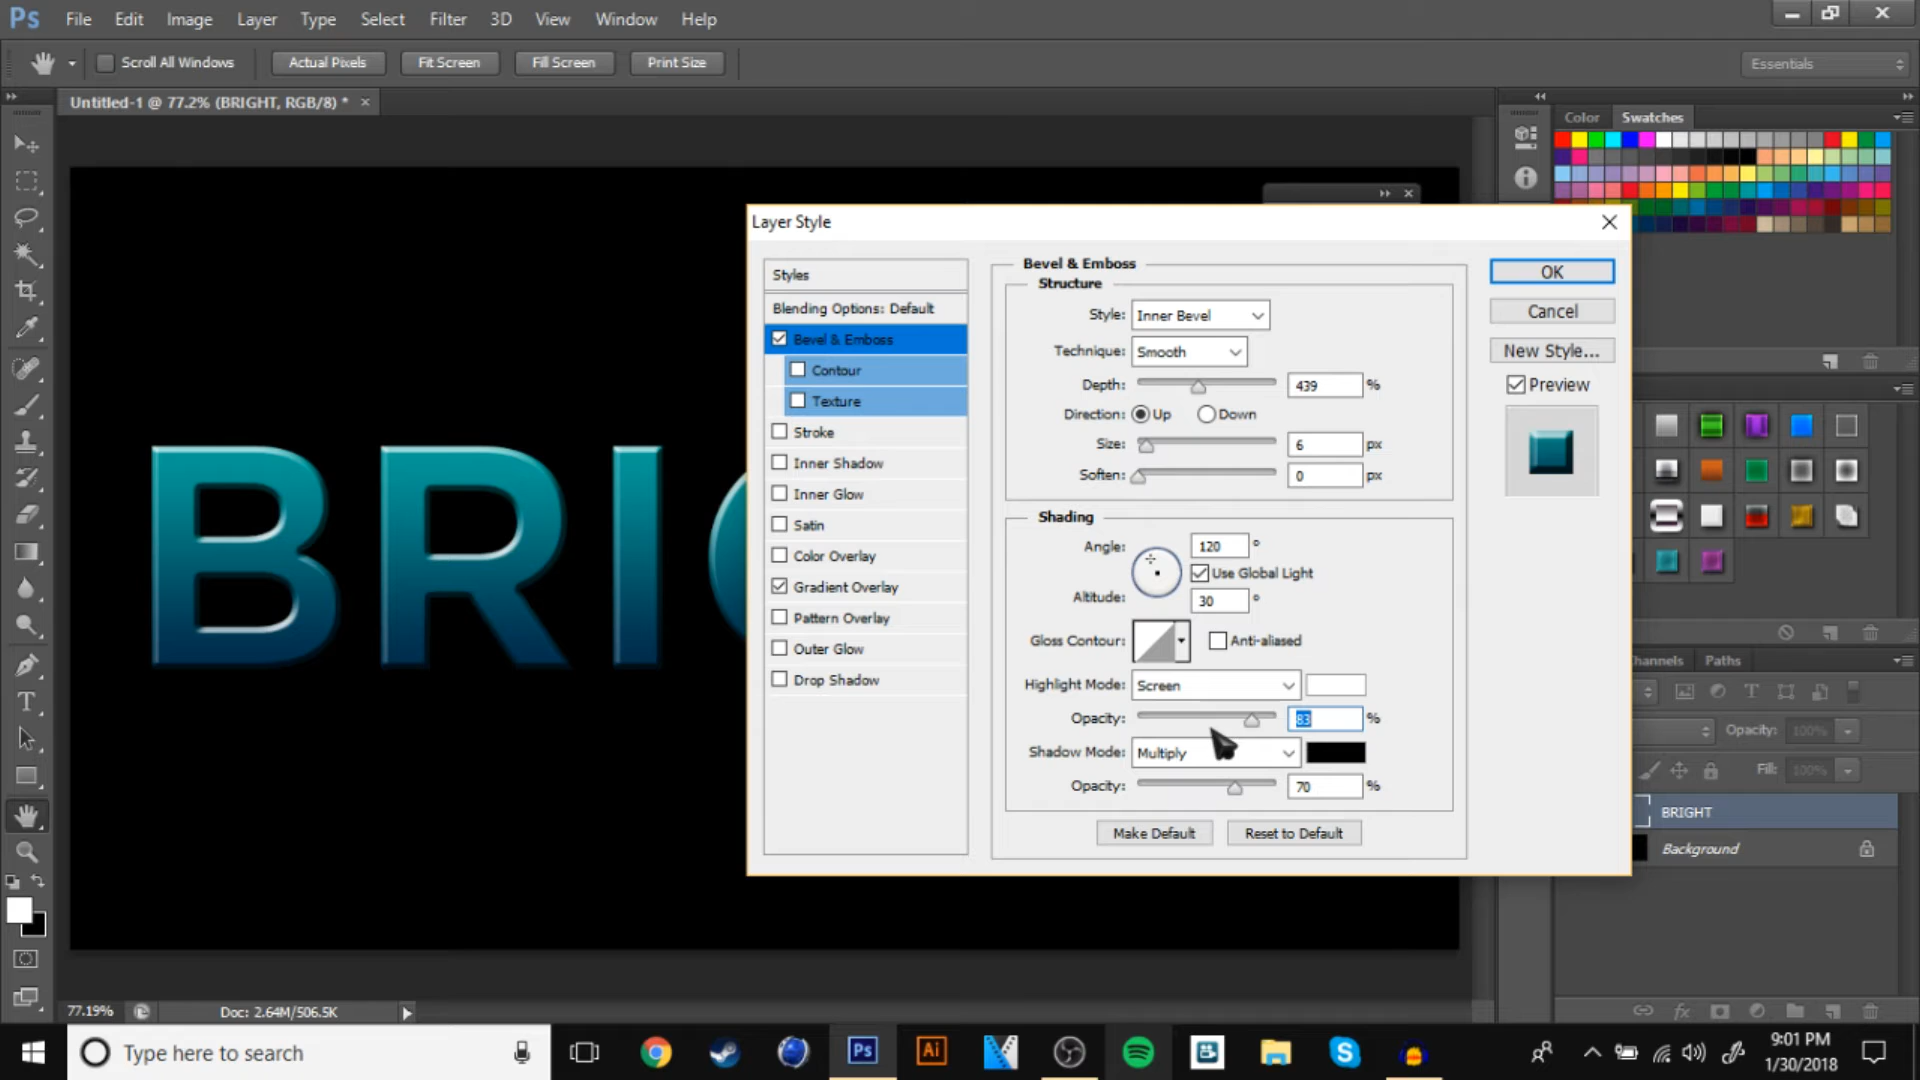 Ps File Edit Image Layer Type Select Filter 3D View Window Help
Scroll All Windows Actual Pixels Fit Screen Fill Screen Print Size Essentials
Untitled-1 @ 77.2% (BRIGHT, RGB/8) * ×
Color Swatches
BRI
Layer Style
Styles
Blending Options: Default
Bevel & Emboss
Contour
Texture
Stroke
Inner Shadow
Inner Glow
Satin
Color Overlay
Gradient Overlay
Pattern Overlay
Outer Glow
Drop Shadow
Bevel & Emboss
Structure
Style: Inner Bevel
Technique: Smooth
Depth: 439 %
Direction: Up Down
Size: 6 px
Soften: 0 px
Shading
Angle: 120 °
Use Global Light
Altitude: 30 °
Gloss Contour: Anti-aliased
Highlight Mode: Screen
Opacity: 83 %
Shadow Mode: Multiply
Opacity: 70 %
Make Default Reset to Default
OK
Cancel
New Style...
Preview
Paths
Opacity: 100%
Fill: 100%
BRIGHT
Background
77.19% Doc: 2.64M/506.5K
Type here to search
Ps Ai
9:01 PM
1/30/2018